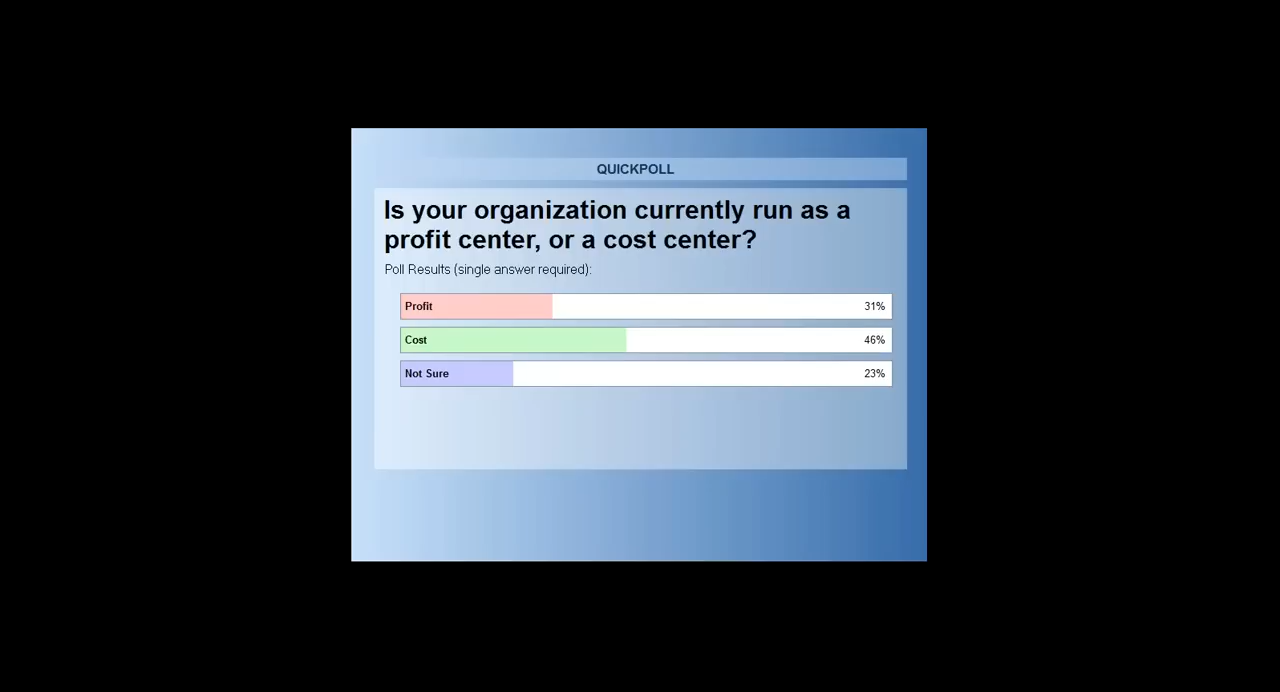 QUICKPOLL
Is your organization currently run as a
profit center, or a cost center?
Poll Results (single answer required):
Profit 31%
Cost 46%
Not Sure 23%